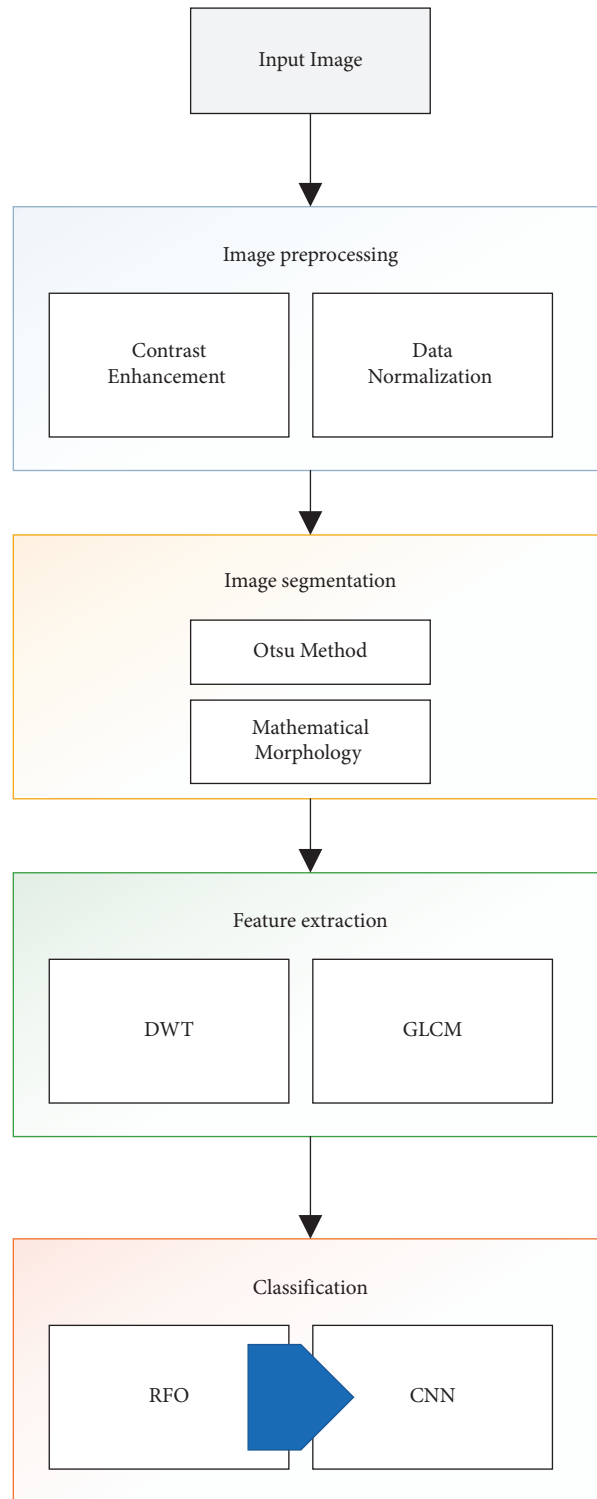 Input Image
Image preprocessing
Contrast
Enhancement
Data
Normalization
Image segmentation
Otsu Method
Mathematical
Morphology
Feature extraction
DWT
GLCM
Classification
RFO
CNN